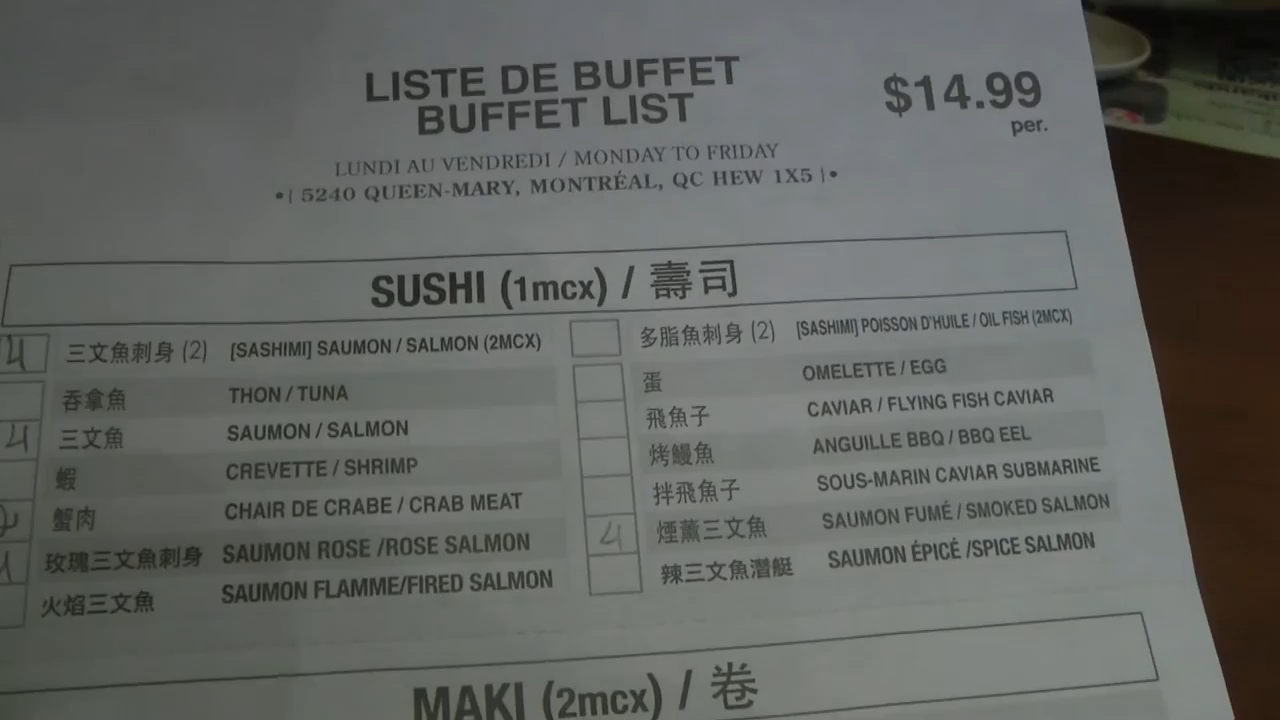 LISTE DE BUFFET
BUFFET LIST
$14.99
per.
LUNDI AU VENDREDI / MONDAY TO FRIDAY
•| 5240 QUEEN-MARY, MONTRÉAL, QC HEW 1X5 |•
SUSHI (1mcx) / 壽司
4 三文魚刺身 (2) [SASHIMI] SAUMON / SALMON (2MCX)
吞拿魚 THON / TUNA
4 三文魚 SAUMON / SALMON
蝦 CREVETTE / SHRIMP
蟹肉 CHAIR DE CRABE / CRAB MEAT
玫瑰三文魚刺身 SAUMON ROSE /ROSE SALMON
火焰三文魚 SAUMON FLAMME/FIRED SALMON
多脂魚刺身 (2) [SASHIMI] POISSON D'HUILE / OIL FISH (2MCX)
蛋 OMELETTE / EGG
飛魚子 CAVIAR / FLYING FISH CAVIAR
烤鰻魚 ANGUILLE BBQ / BBQ EEL
拌飛魚子 SOUS-MARIN CAVIAR SUBMARINE
4 煙薰三文魚 SAUMON FUMÉ / SMOKED SALMON
辣三文魚潛艇 SAUMON ÉPICÉ /SPICE SALMON
MAKI (2mcx) / 卷